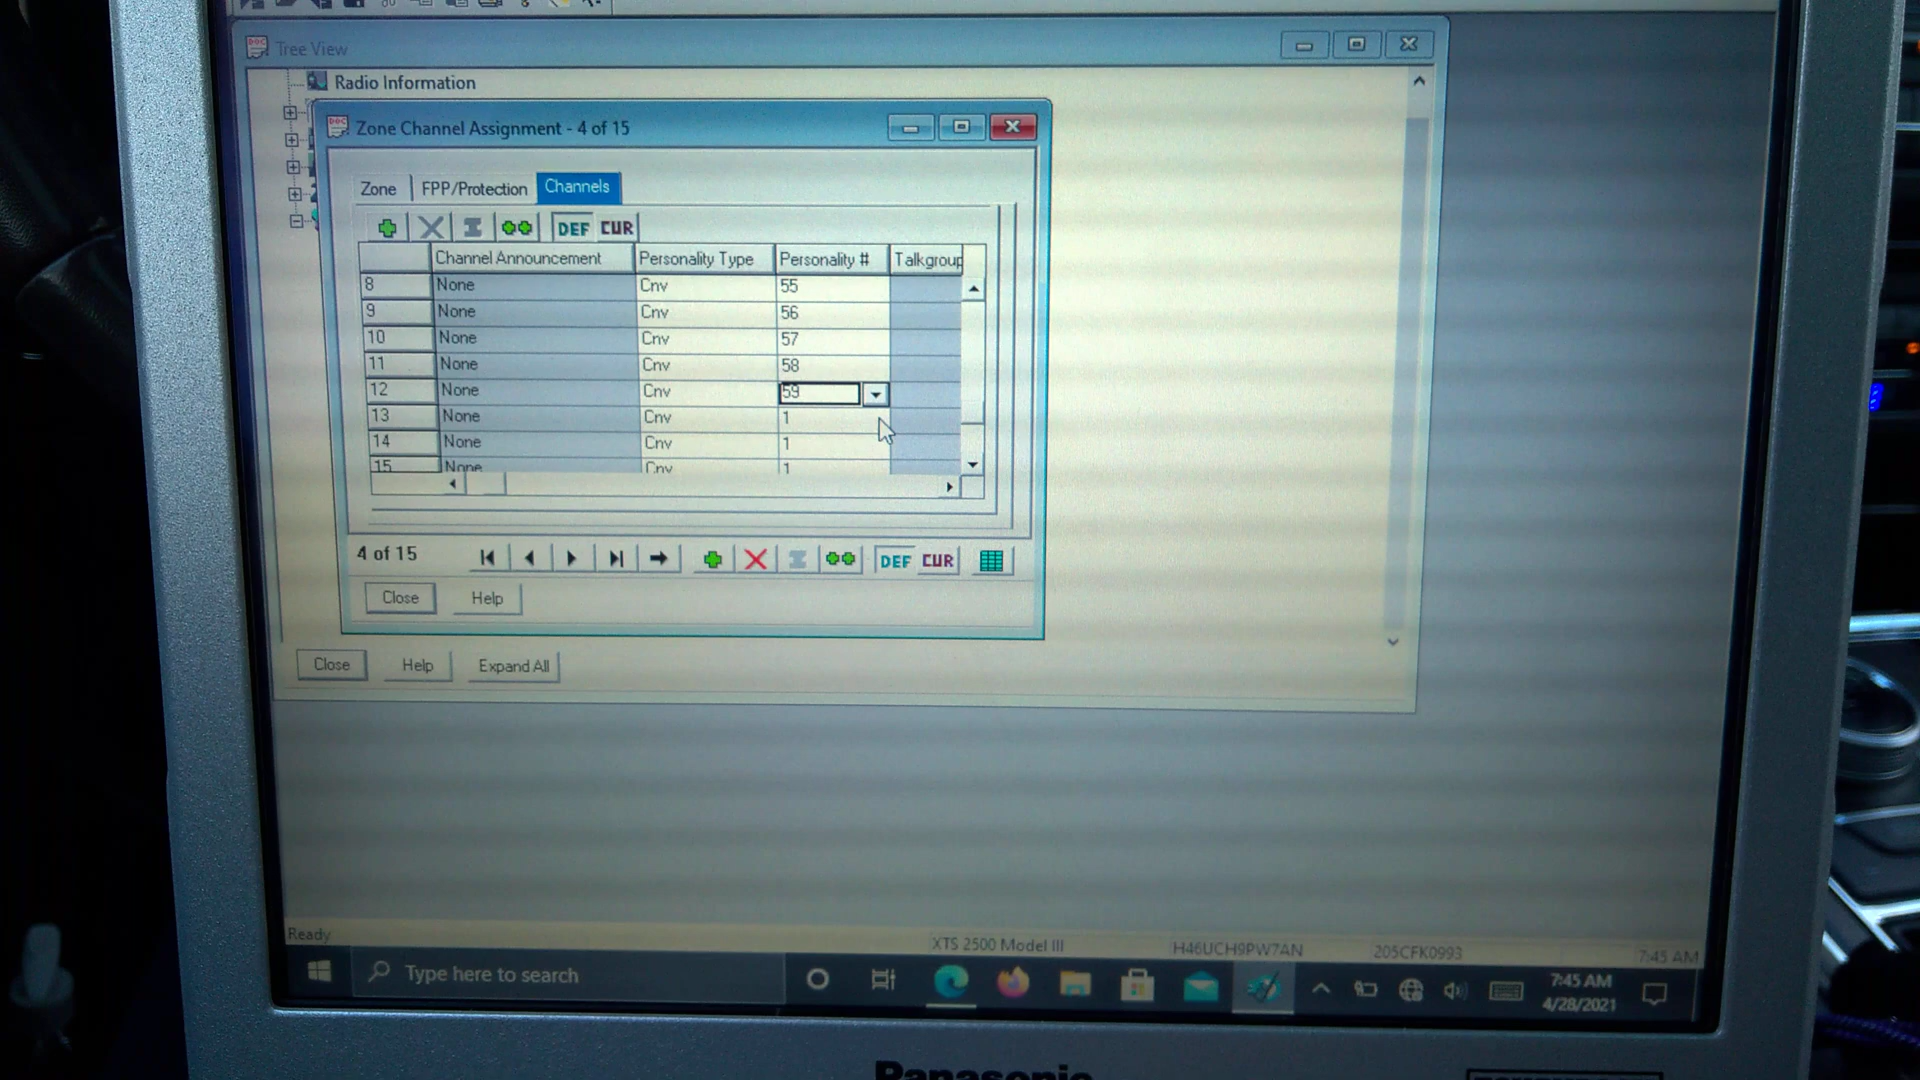 Tree View
Radio Information
Zone Channel Assignment - 4 of 15
Zone FPP/Protection Channels
DEF CUR
Channel Announcement Personality Type Personality # Talkgroup
8 None Cnv 55
9 None Cnv 56
10 None Cnv 57
11 None Cnv 58
12 None Cnv 59
13 None Cnv 1
14 None Cnv 1
15 None Cnv 1
4 of 15 DEF CUR
Close Help
Close Help Expand All
Ready XTS 2500 Model III H46UCH9PW7AN 205CFK0993 7:45 AM
Type here to search 7:45 AM
4/28/2021
Panasonic